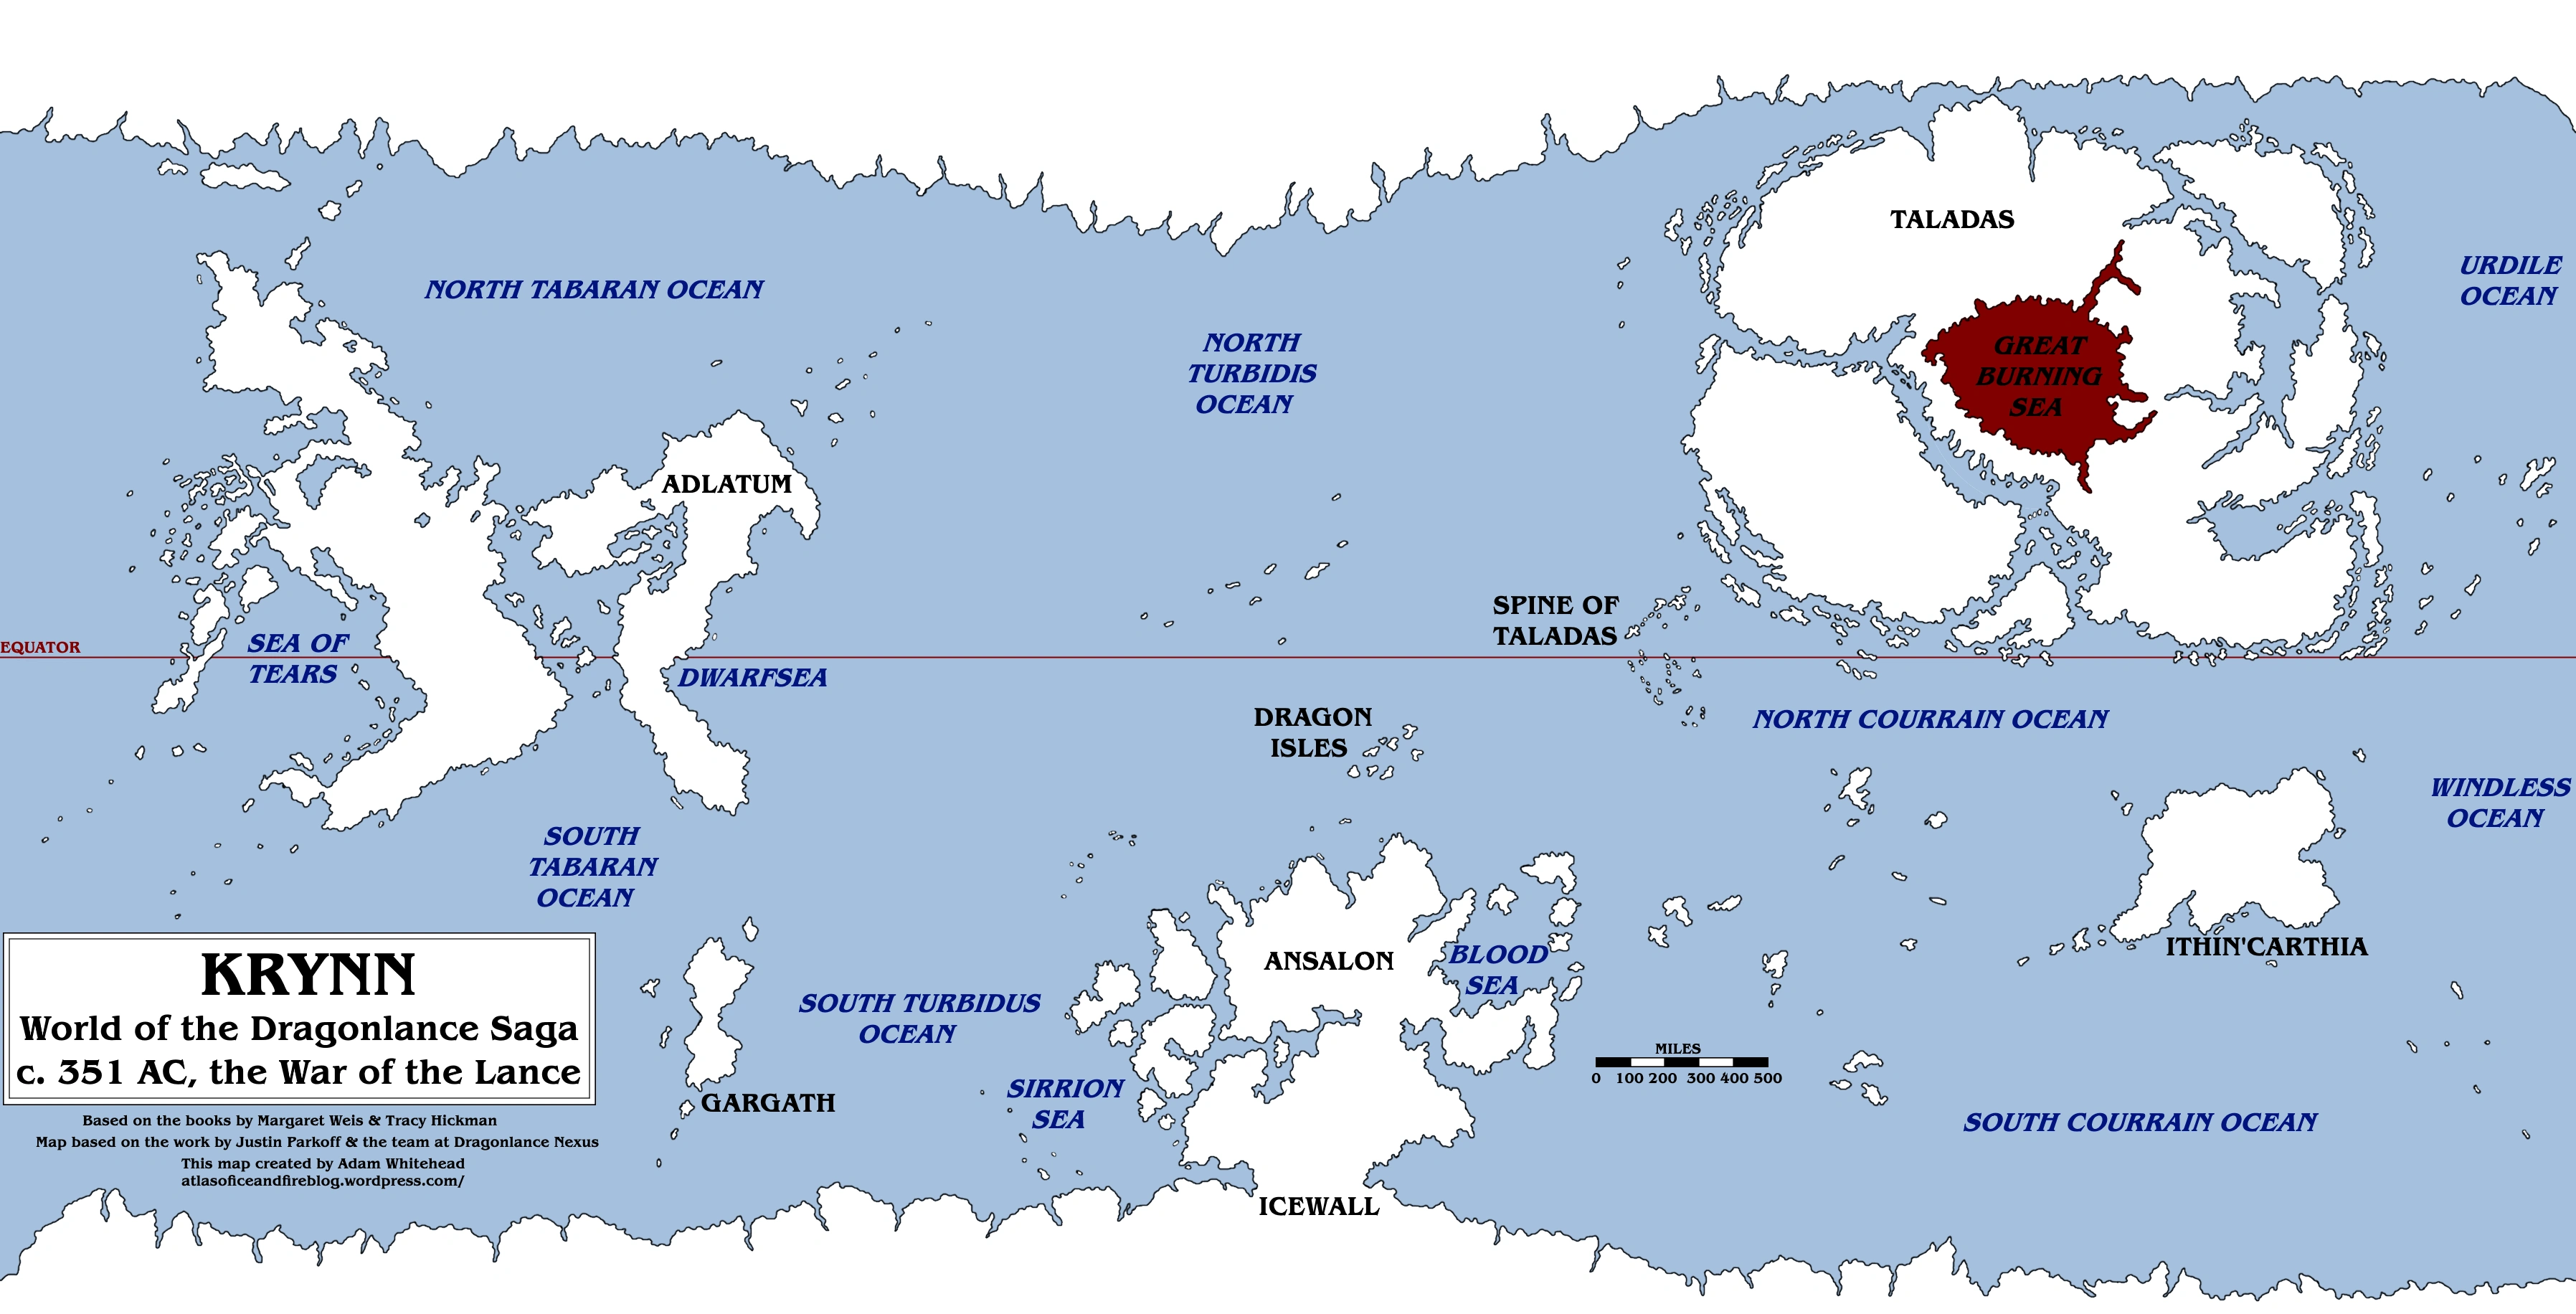 TALADAS
URDILE
OCEAN
NORTH TABARAN OCEAN
NORTH
TURBIDIS
OCEAN
GREAT
BURNING
SEA
ADLATUM
SPINE OF
TALADAS
EQUATOR
SEA OF
TEARS
DWARFSEA
DRAGON
ISLES
NORTH COURRAIN OCEAN
WINDLESS
OCEAN
SOUTH
TABARAN
OCEAN
ANSALON
BLOOD
SEA
ITHIN'CARTHIA
KRYNN
World of the Dragonlance Saga
c. 351 AC, the War of the Lance
SOUTH TURBIDUS
OCEAN
MILES
0 100 200 300 400 500
SIRRION
SEA
GARGATH
SOUTH COURRAIN OCEAN
Based on the books by Margaret Weis & Tracy Hickman
Map based on the work by Justin Parkoff & the team at Dragonlance Nexus
This map created by Adam Whitehead
atlasoficeandfireblog.wordpress.com/
ICEWALL